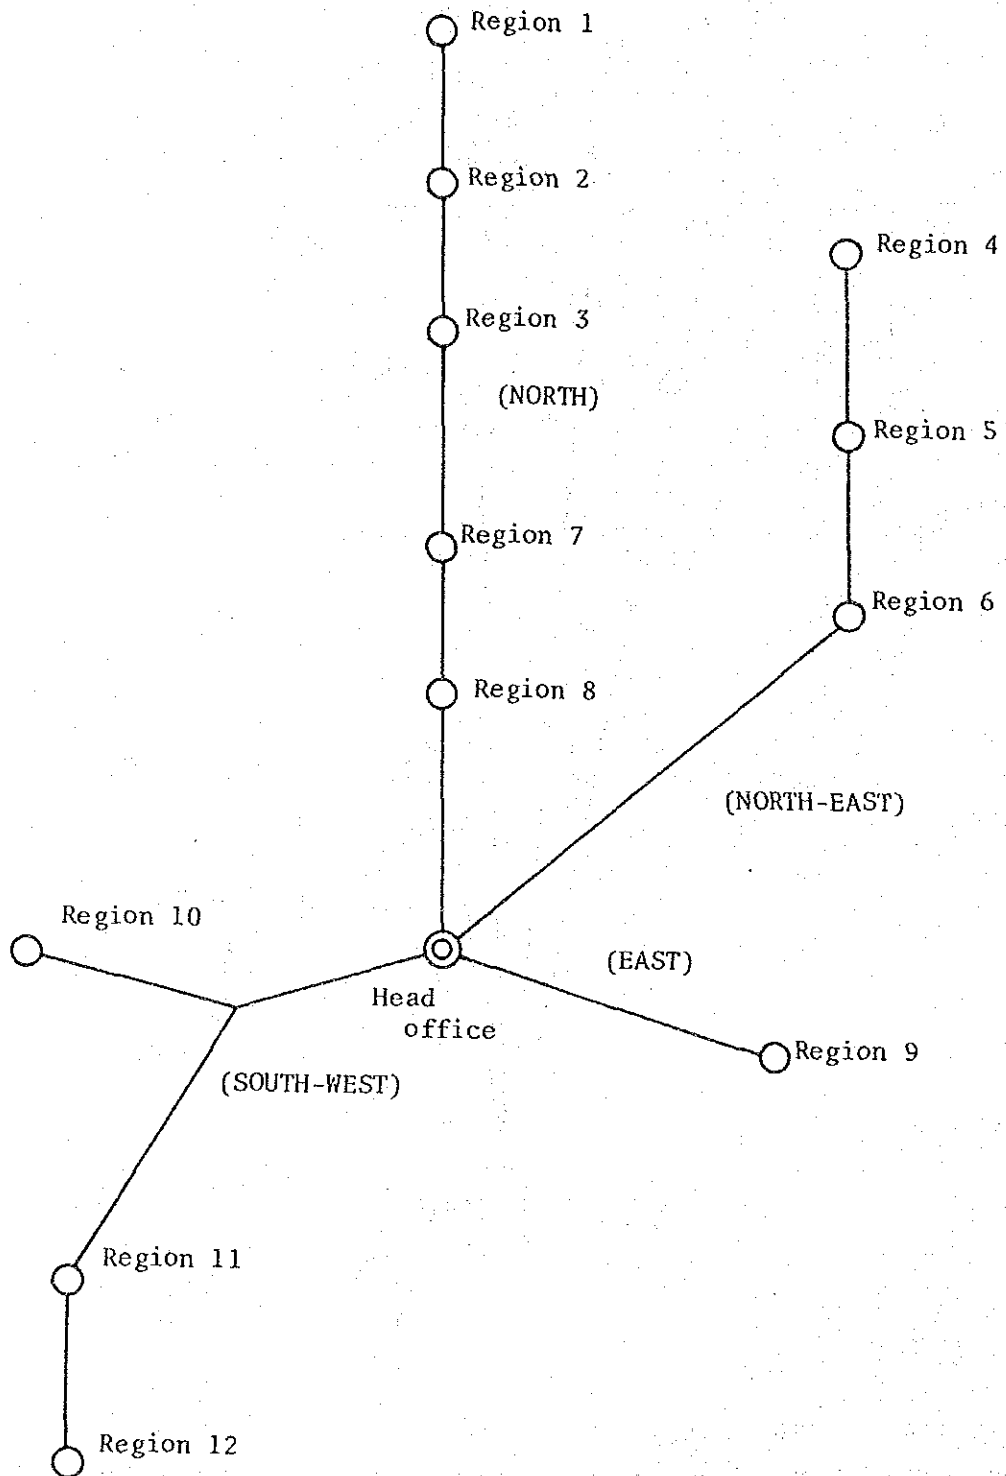 Region 1
Region 2
Region 4
Region 3
(NORTH)
Region 5
Region 7
Region 6
Region 8
(NORTH-EAST)
Region 10
(EAST)
Head
office
Region 9
(SOUTH-WEST)
Region 11
Region 12